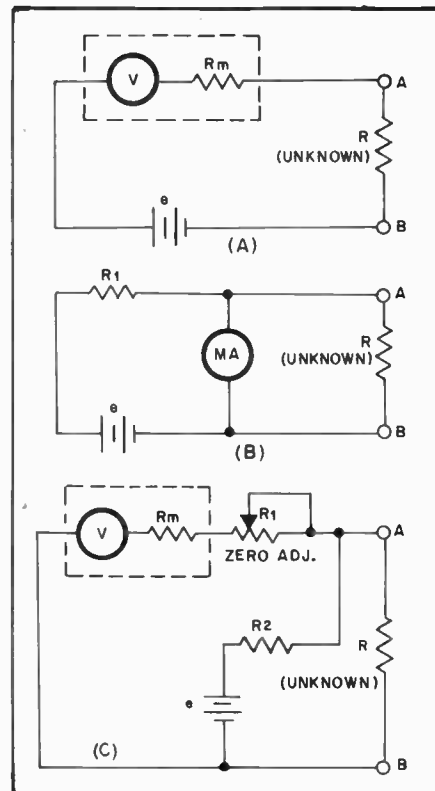 V Rm A
R
(UNKNOWN)
e B
(A)
R1 A
MA R
(UNKNOWN)
e B
(B)
V Rm R1 A
ZERO ADJ.
R2 R
e (UNKNOWN)
(C) B